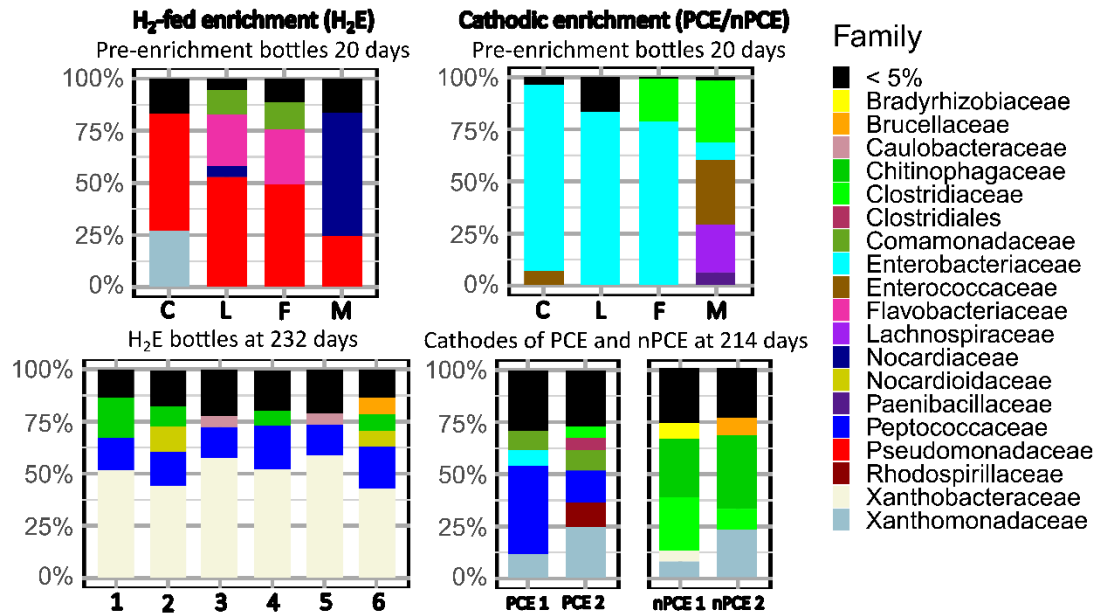 H₂-fed enrichment (H₂E)
Pre-enrichment bottles 20 days
100%
75%
50%
25%
0%
C L F M
Cathodic enrichment (PCE/nPCE)
Pre-enrichment bottles 20 days
100%
75%
50%
25%
0%
C L F M
H₂E bottles at 232 days
100%
75%
50%
25%
0%
1 2 3 4 5 6
Cathodes of PCE and nPCE at 214 days
100%
75%
50%
25%
0%
PCE 1 PCE 2 nPCE 1 nPCE 2
Family
< 5%
Bradyrhizobiaceae
Brucellaceae
Caulobacteraceae
Chitinophagaceae
Clostridiaceae
Clostridiales
Comamonadaceae
Enterobacteriaceae
Enterococcaceae
Flavobacteriaceae
Lachnospiraceae
Nocardiaceae
Nocardioidaceae
Paenibacillaceae
Peptococcaceae
Pseudomonadaceae
Rhodospirillaceae
Xanthobacteraceae
Xanthomonadaceae